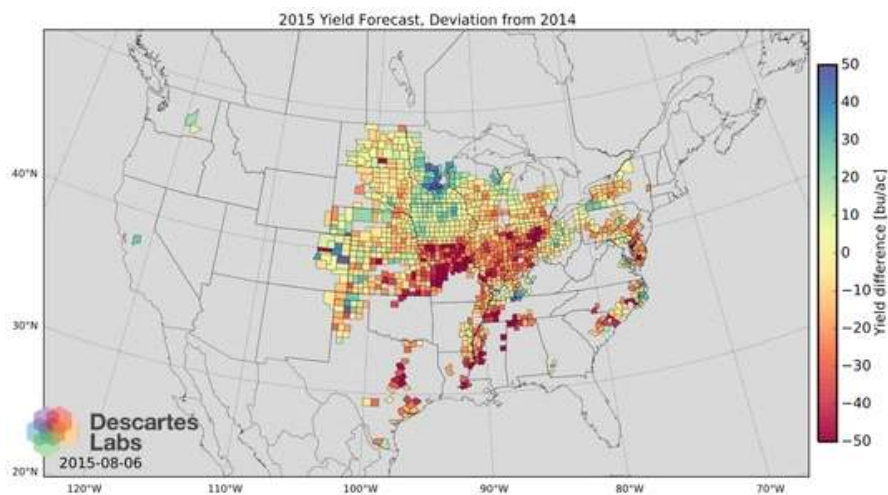 2015 Yield Forecast, Deviation from 2014
40°N
30°N
20°N
120°W
110°W
100°W
90°W
80°W
70°W
50
40
30
20
10
0
−10
−20
−30
−40
−50
Yield difference [bu/ac]
Descartes
Labs
2015-08-06